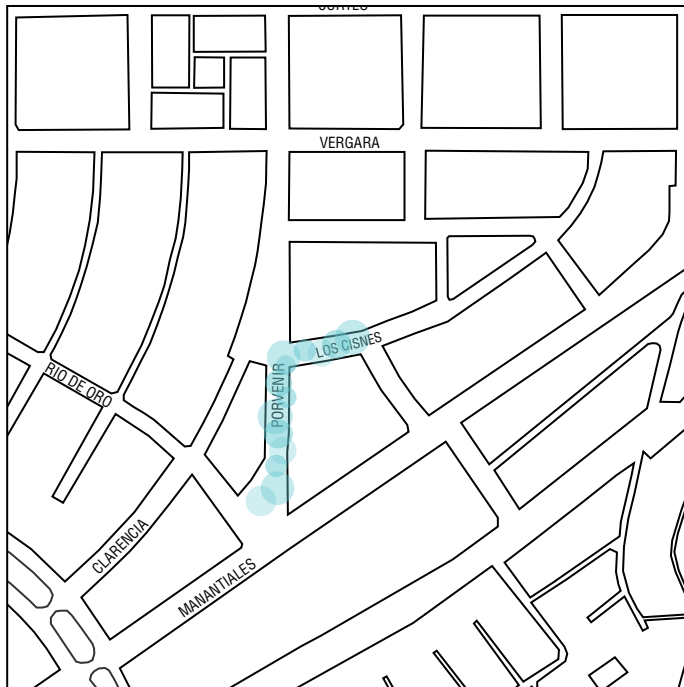 VERGARA
LOS CISNES
PORVENIR
RIO DE ORO
CLARENCIA
MANANTIALES